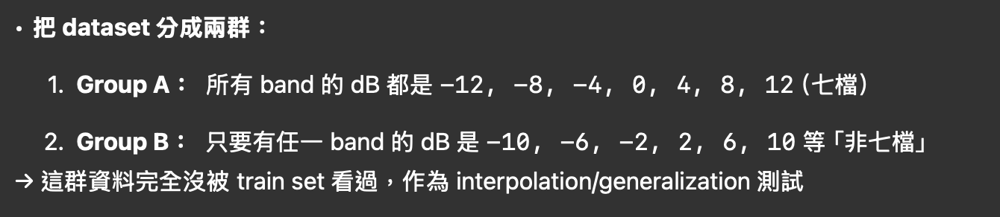 • 把 dataset 分成兩群：
1. Group A： 所有 band 的 dB 都是 −12, −8, −4, 0, 4, 8, 12 (七檔)
2. Group B： 只要有任一 band 的 dB 是 −10, −6, −2, 2, 6, 10 等「非七檔」
→ 這群資料完全沒被 train set 看過，作為 interpolation/generalization 測試